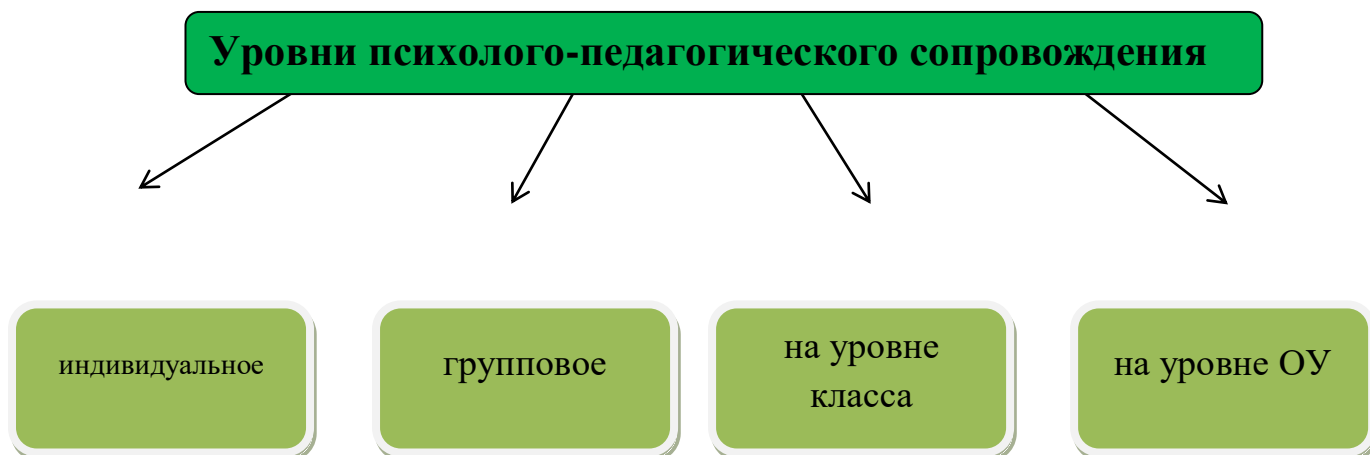 Уровни психолого-педагогического сопровождения
индивидуальное
групповое
на уровне
класса
на уровне ОУ